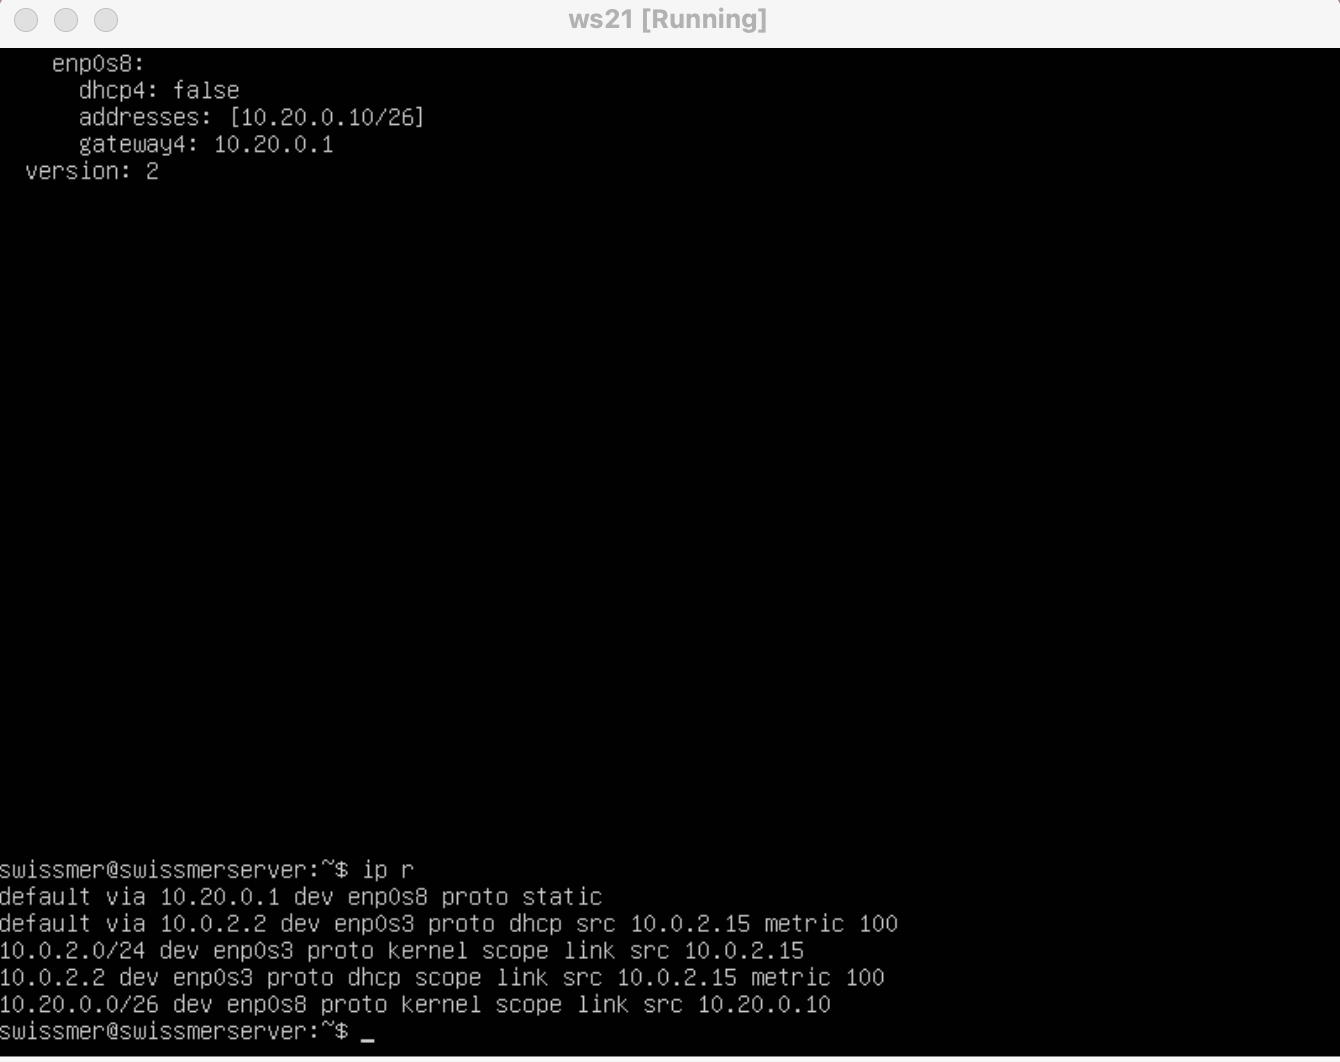 ws21 [Running]
enp0s8:
dhcp4: false
addresses: [10.20.0.10/26]
gateway4: 10.20.0.1
version: 2
swissmer@swissmerserver:~$ ip r
default via 10.20.0.1 dev enp0s8 proto static
default via 10.0.2.2 dev enp0s3 proto dhcp src 10.0.2.15 metric 100
10.0.2.0/24 dev enp0s3 proto kernel scope link src 10.0.2.15
10.0.2.2 dev enp0s3 proto dhcp scope link src 10.0.2.15 metric 100
10.20.0.0/26 dev enp0s8 proto kernel scope link src 10.20.0.10
swissmer@swissmerserver:~$ _